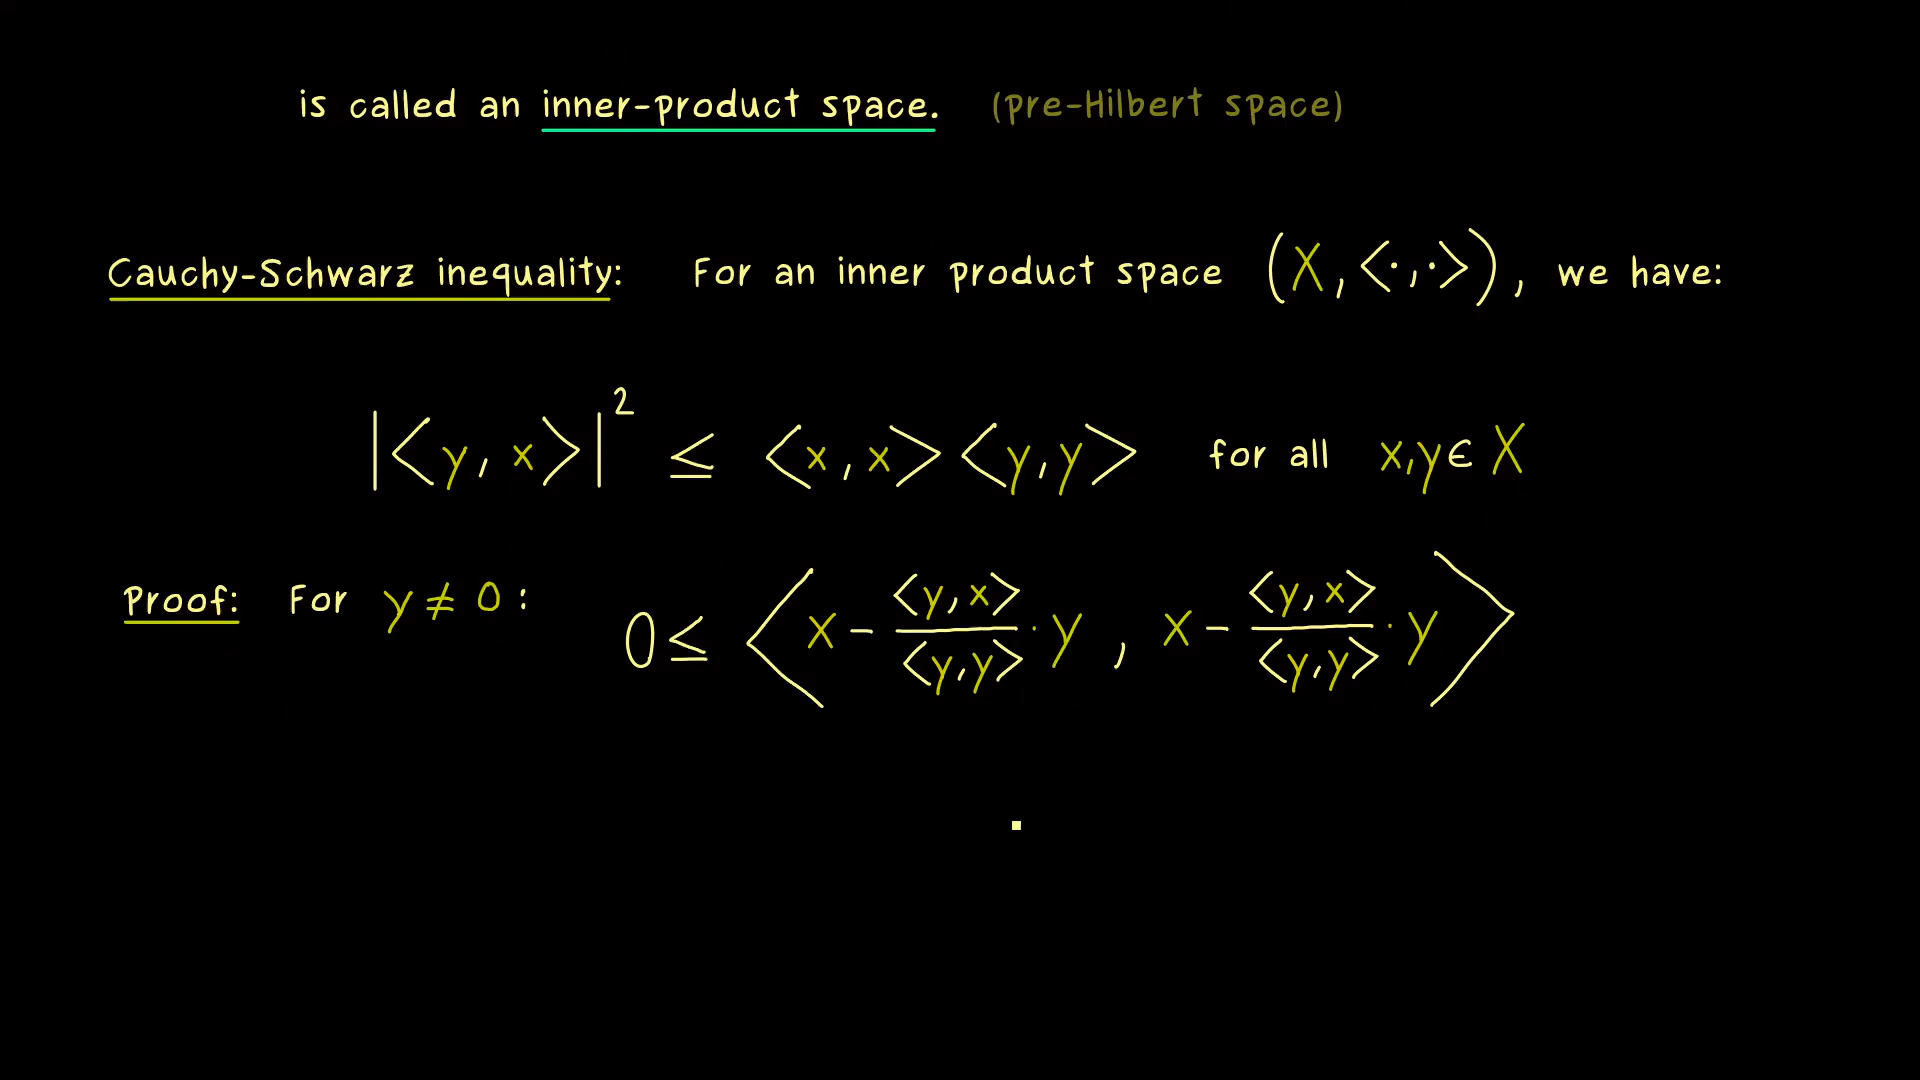 is called an inner-product space. (pre-Hilbert space)
Cauchy-Schwarz inequality: For an inner product space (X, <·,·>), we have:
|<y, x>|² ≤ <x, x><y, y> for all x,y ∈ X
Proof: For y ≠ 0: 0 ≤ <x - <y,x>/<y,y> · y , x - <y,x>/<y,y> · y>